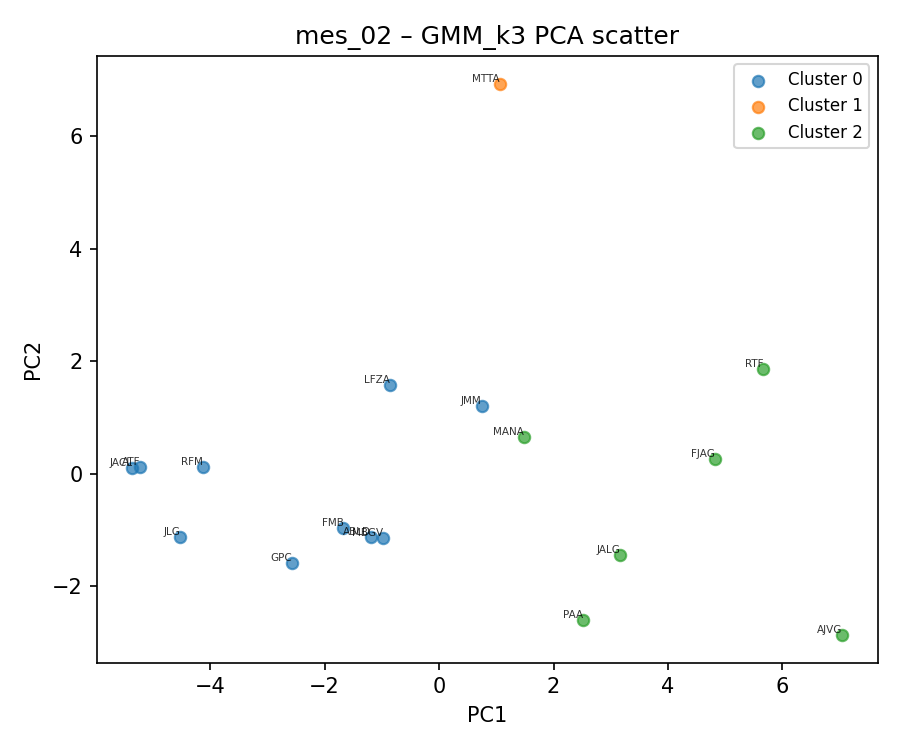 mes_02 – GMM_k3 PCA scatter
Cluster 0
Cluster 1
Cluster 2
MTTA
RTF
LFZA
JMM
MANA
FJAG
RFM
JLG
FMB
GPC
JALG
PAA
AJVG
6
4
2
0
−2
−4
−2
0
2
4
6
PC1
PC2